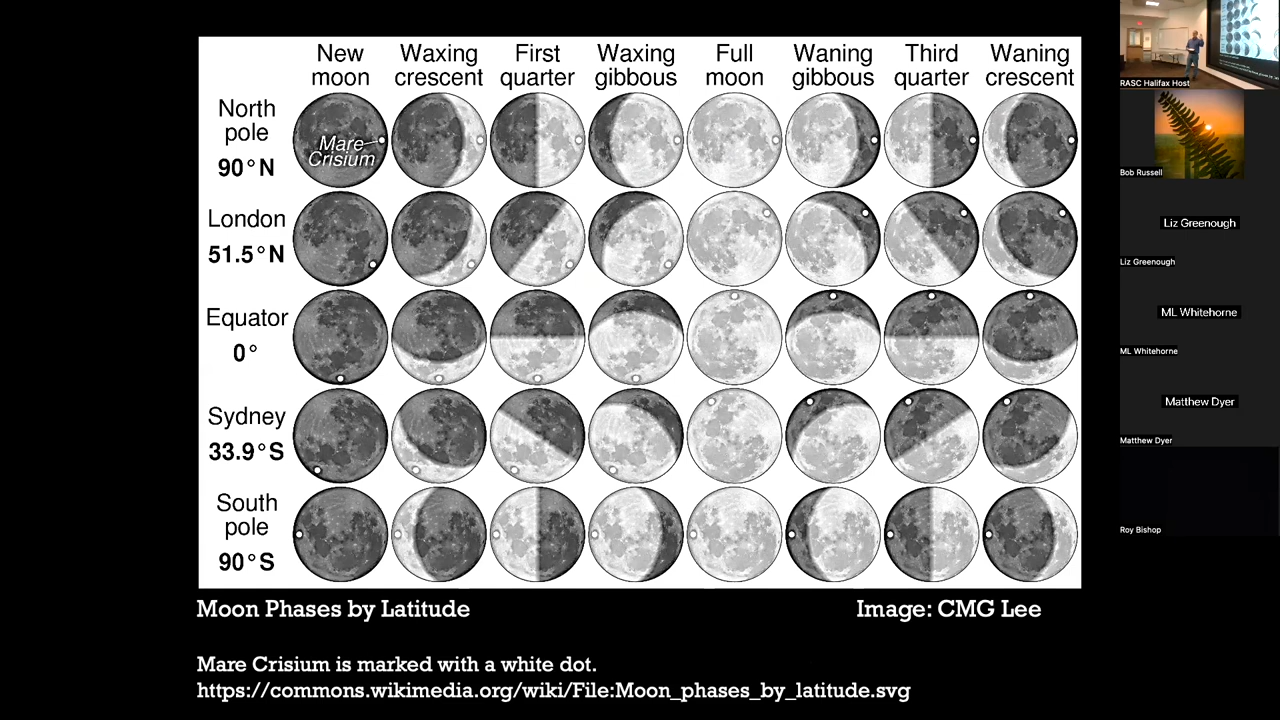 New moon
Waxing crescent
First quarter
Waxing gibbous
Full moon
Waning gibbous
Third quarter
Waning crescent
North pole
90°N
Mare Crisium
London
51.5°N
Equator
0°
Sydney
33.9°S
South pole
90°S
Moon Phases by Latitude
Image: CMG Lee
Mare Crisium is marked with a white dot.
https://commons.wikimedia.org/wiki/File:Moon_phases_by_latitude.svg
RASC Halifax Host
Bob Russell
Liz Greenough
Liz Greenough
ML Whitehorne
ML Whitehorne
Matthew Dyer
Matthew Dyer
Roy Bishop